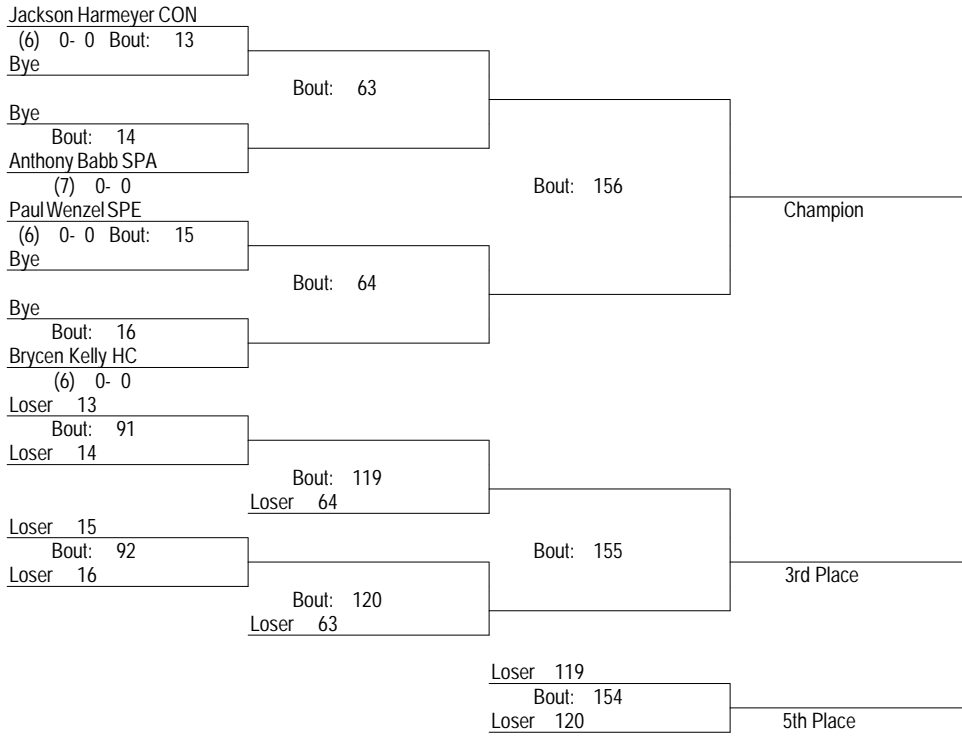 Jackson Harmeyer CON
(6) 0- 0 Bout: 13
Bye
Bout: 63
Bye
Bout: 14
Anthony Babb SPA
(7) 0- 0
Bout: 156
Paul Wenzel SPE
Champion
(6) 0- 0 Bout: 15
Bye
Bout: 64
Bye
Bout: 16
Brycen Kelly HC
(6) 0- 0
Loser 13
Bout: 91
Loser 14
Bout: 119
Loser 64
Loser 15
Bout: 92
Bout: 155
Loser 16
3rd Place
Bout: 120
Loser 63
Loser 119
Bout: 154
Loser 120
5th Place